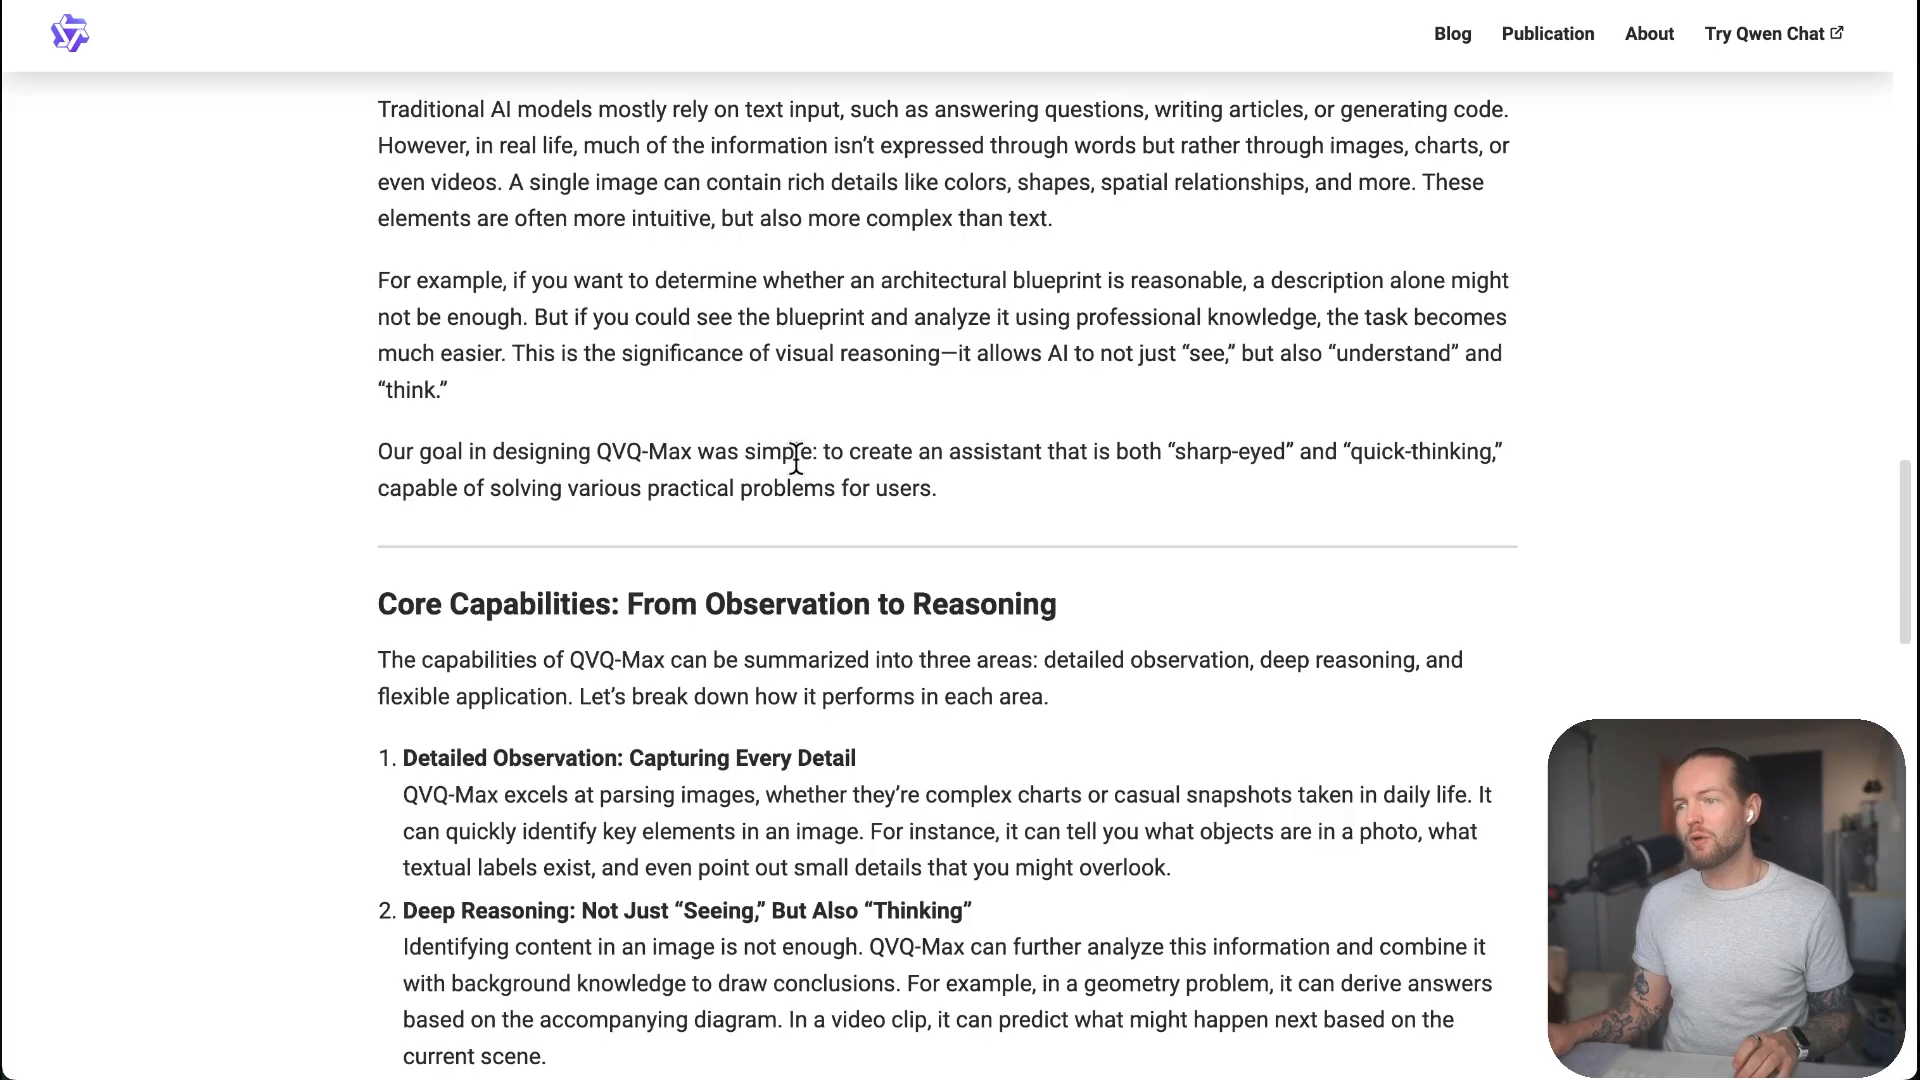 Blog Publication About Try Qwen Chat
Traditional AI models mostly rely on text input, such as answering questions, writing articles, or generating code.
However, in real life, much of the information isn’t expressed through words but rather through images, charts, or
even videos. A single image can contain rich details like colors, shapes, spatial relationships, and more. These
elements are often more intuitive, but also more complex than text.
For example, if you want to determine whether an architectural blueprint is reasonable, a description alone might
not be enough. But if you could see the blueprint and analyze it using professional knowledge, the task becomes
much easier. This is the significance of visual reasoning—it allows AI to not just “see,” but also “understand” and
“think.”
Our goal in designing QVQ-Max was simple: to create an assistant that is both “sharp-eyed” and “quick-thinking,”
capable of solving various practical problems for users.
Core Capabilities: From Observation to Reasoning
The capabilities of QVQ-Max can be summarized into three areas: detailed observation, deep reasoning, and
flexible application. Let’s break down how it performs in each area.
1. Detailed Observation: Capturing Every Detail
QVQ-Max excels at parsing images, whether they’re complex charts or casual snapshots taken in daily life. It
can quickly identify key elements in an image. For instance, it can tell you what objects are in a photo, what
textual labels exist, and even point out small details that you might overlook.
2. Deep Reasoning: Not Just “Seeing,” But Also “Thinking”
Identifying content in an image is not enough. QVQ-Max can further analyze this information and combine it
with background knowledge to draw conclusions. For example, in a geometry problem, it can derive answers
based on the accompanying diagram. In a video clip, it can predict what might happen next based on the
current scene.